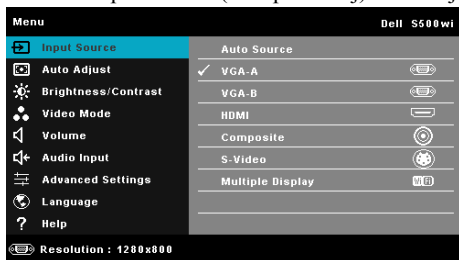 Menu
Dell S500wi
Input Source
Auto Adjust
Brightness/Contrast
Video Mode
Volume
Audio Input
Advanced Settings
Language
? Help
Auto Source
✓ VGA-A
VGA-B
HDMI
Composite
S-Video
Multiple Display
WiFi
Resolution : 1280x800